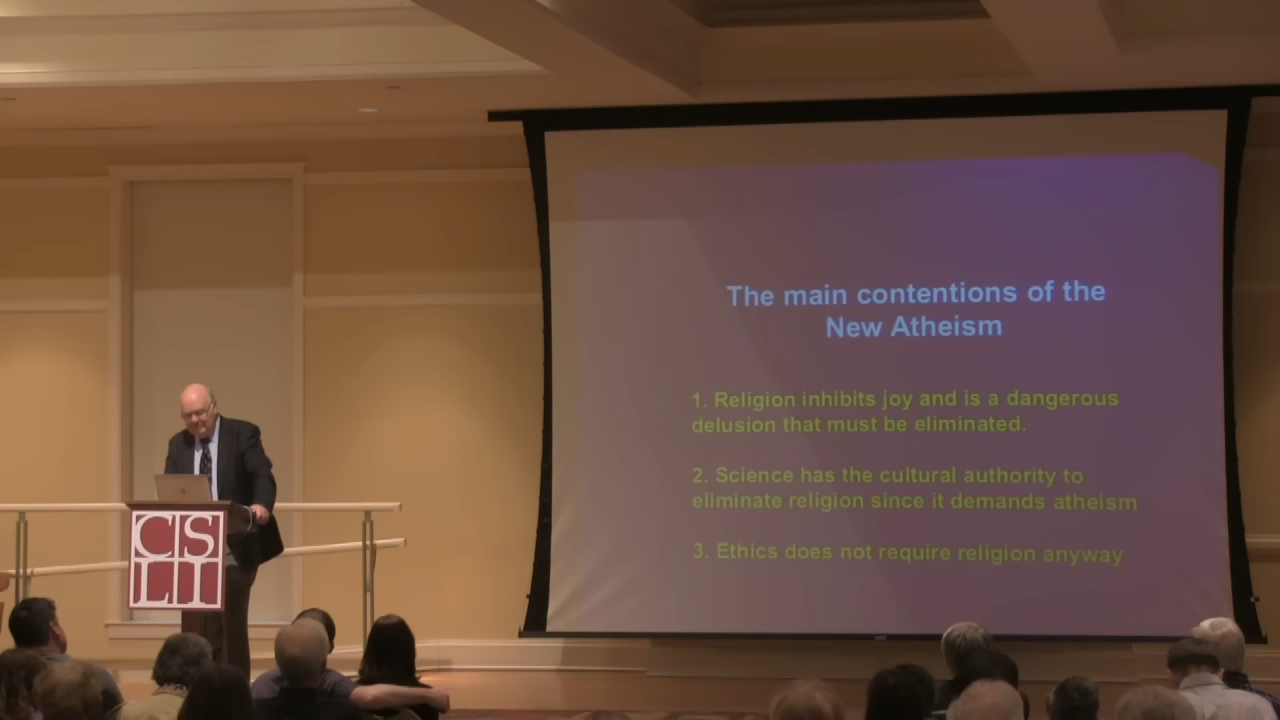 The main contentions of the
New Atheism
1. Religion inhibits joy and is a dangerous
delusion that must be eliminated.
2. Science has the cultural authority to
eliminate religion since it demands atheism
3. Ethics does not require religion anyway
CS
LI